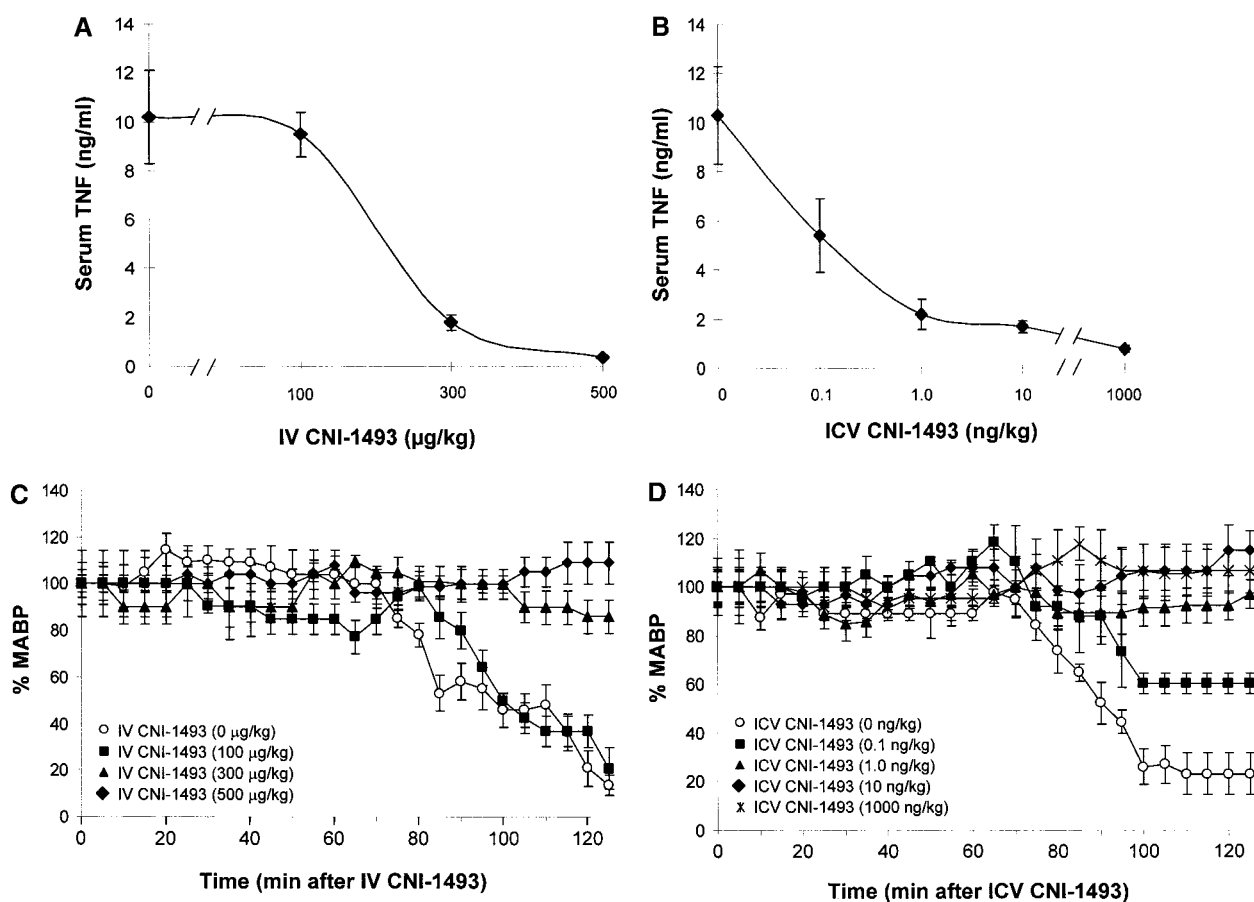 A
Serum TNF (ng/ml)
14
12
10
8
6
4
2
0
0
100
300
500
IV CNI-1493 (µg/kg)
B
Serum TNF (ng/ml)
14
12
10
8
6
4
2
0
0
0.1
1.0
10
1000
ICV CNI-1493 (ng/kg)
C
% MABP
140
120
100
80
60
40
20
0
IV CNI-1493 (0 µg/kg)
IV CNI-1493 (100 µg/kg)
IV CNI-1493 (300 µg/kg)
IV CNI-1493 (500 µg/kg)
0
20
40
60
80
100
120
Time (min after IV CNI-1493)
D
% MABP
140
120
100
80
60
40
20
0
ICV CNI-1493 (0 ng/kg)
ICV CNI-1493 (0.1 ng/kg)
ICV CNI-1493 (1.0 ng/kg)
ICV CNI-1493 (10 ng/kg)
ICV CNI-1493 (1000 ng/kg)
0
20
40
60
80
100
120
Time (min after ICV CNI-1493)